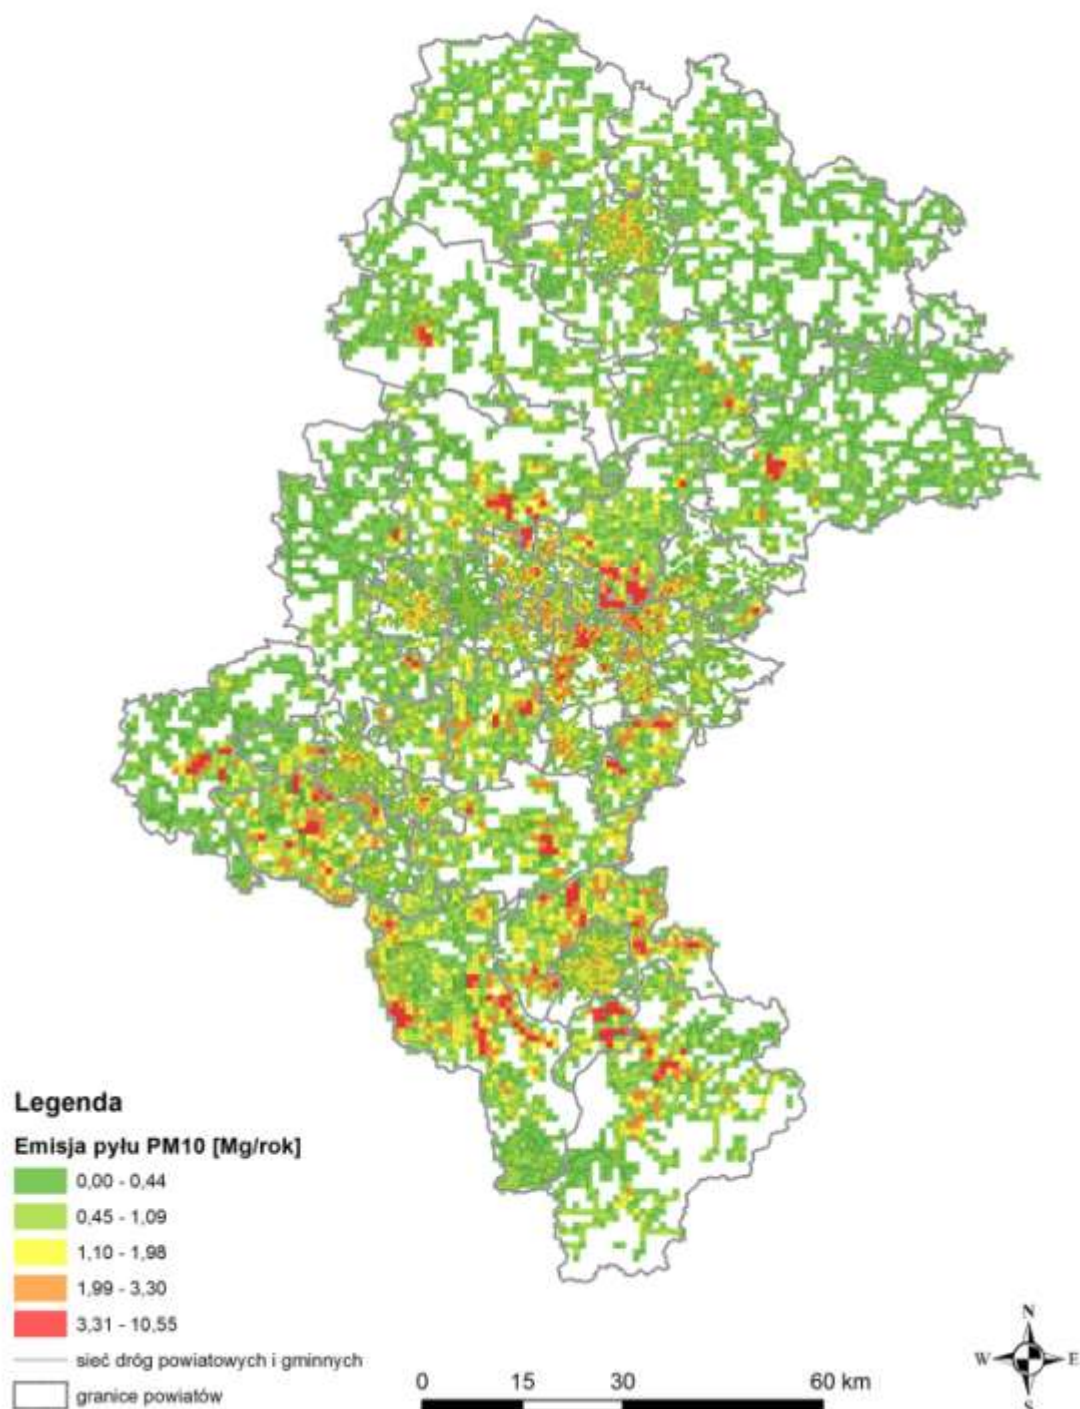 Legenda
Emisja pyłu PM10 [Mg/rok]
0,00 - 0,44
0,45 - 1,09
1,10 - 1,98
1,99 - 3,30
3,31 - 10,55
sieć dróg powiatowych i gminnych
granice powiatów
0 15 30 60 km
N
W E
S